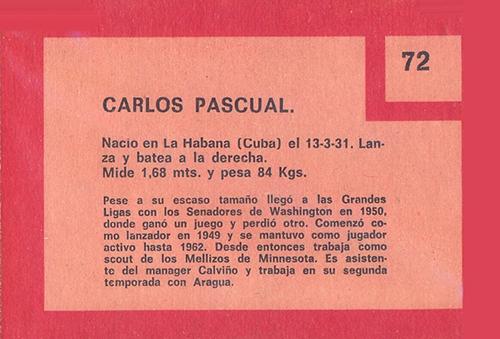 72
CARLOS PASCUAL.
Nacio en La Habana (Cuba) el 13-3-31. Lan-
za y batea a la derecha.
Mide 1,68 mts. y pesa 84 Kgs.
Pese a su escaso tamaño llegó a las Grandes
Ligas con los Senadores de Washington en 1950,
donde ganó un juego y perdió otro. Comenzó co-
mo lanzador en 1949 y se mantuvo como jugador
activo hasta 1962. Desde entonces trabaja como
scout de los Mellizos de Minnesota. Es asisten-
te del manager Calviño y trabaja en su segunda
temporada con Aragua.